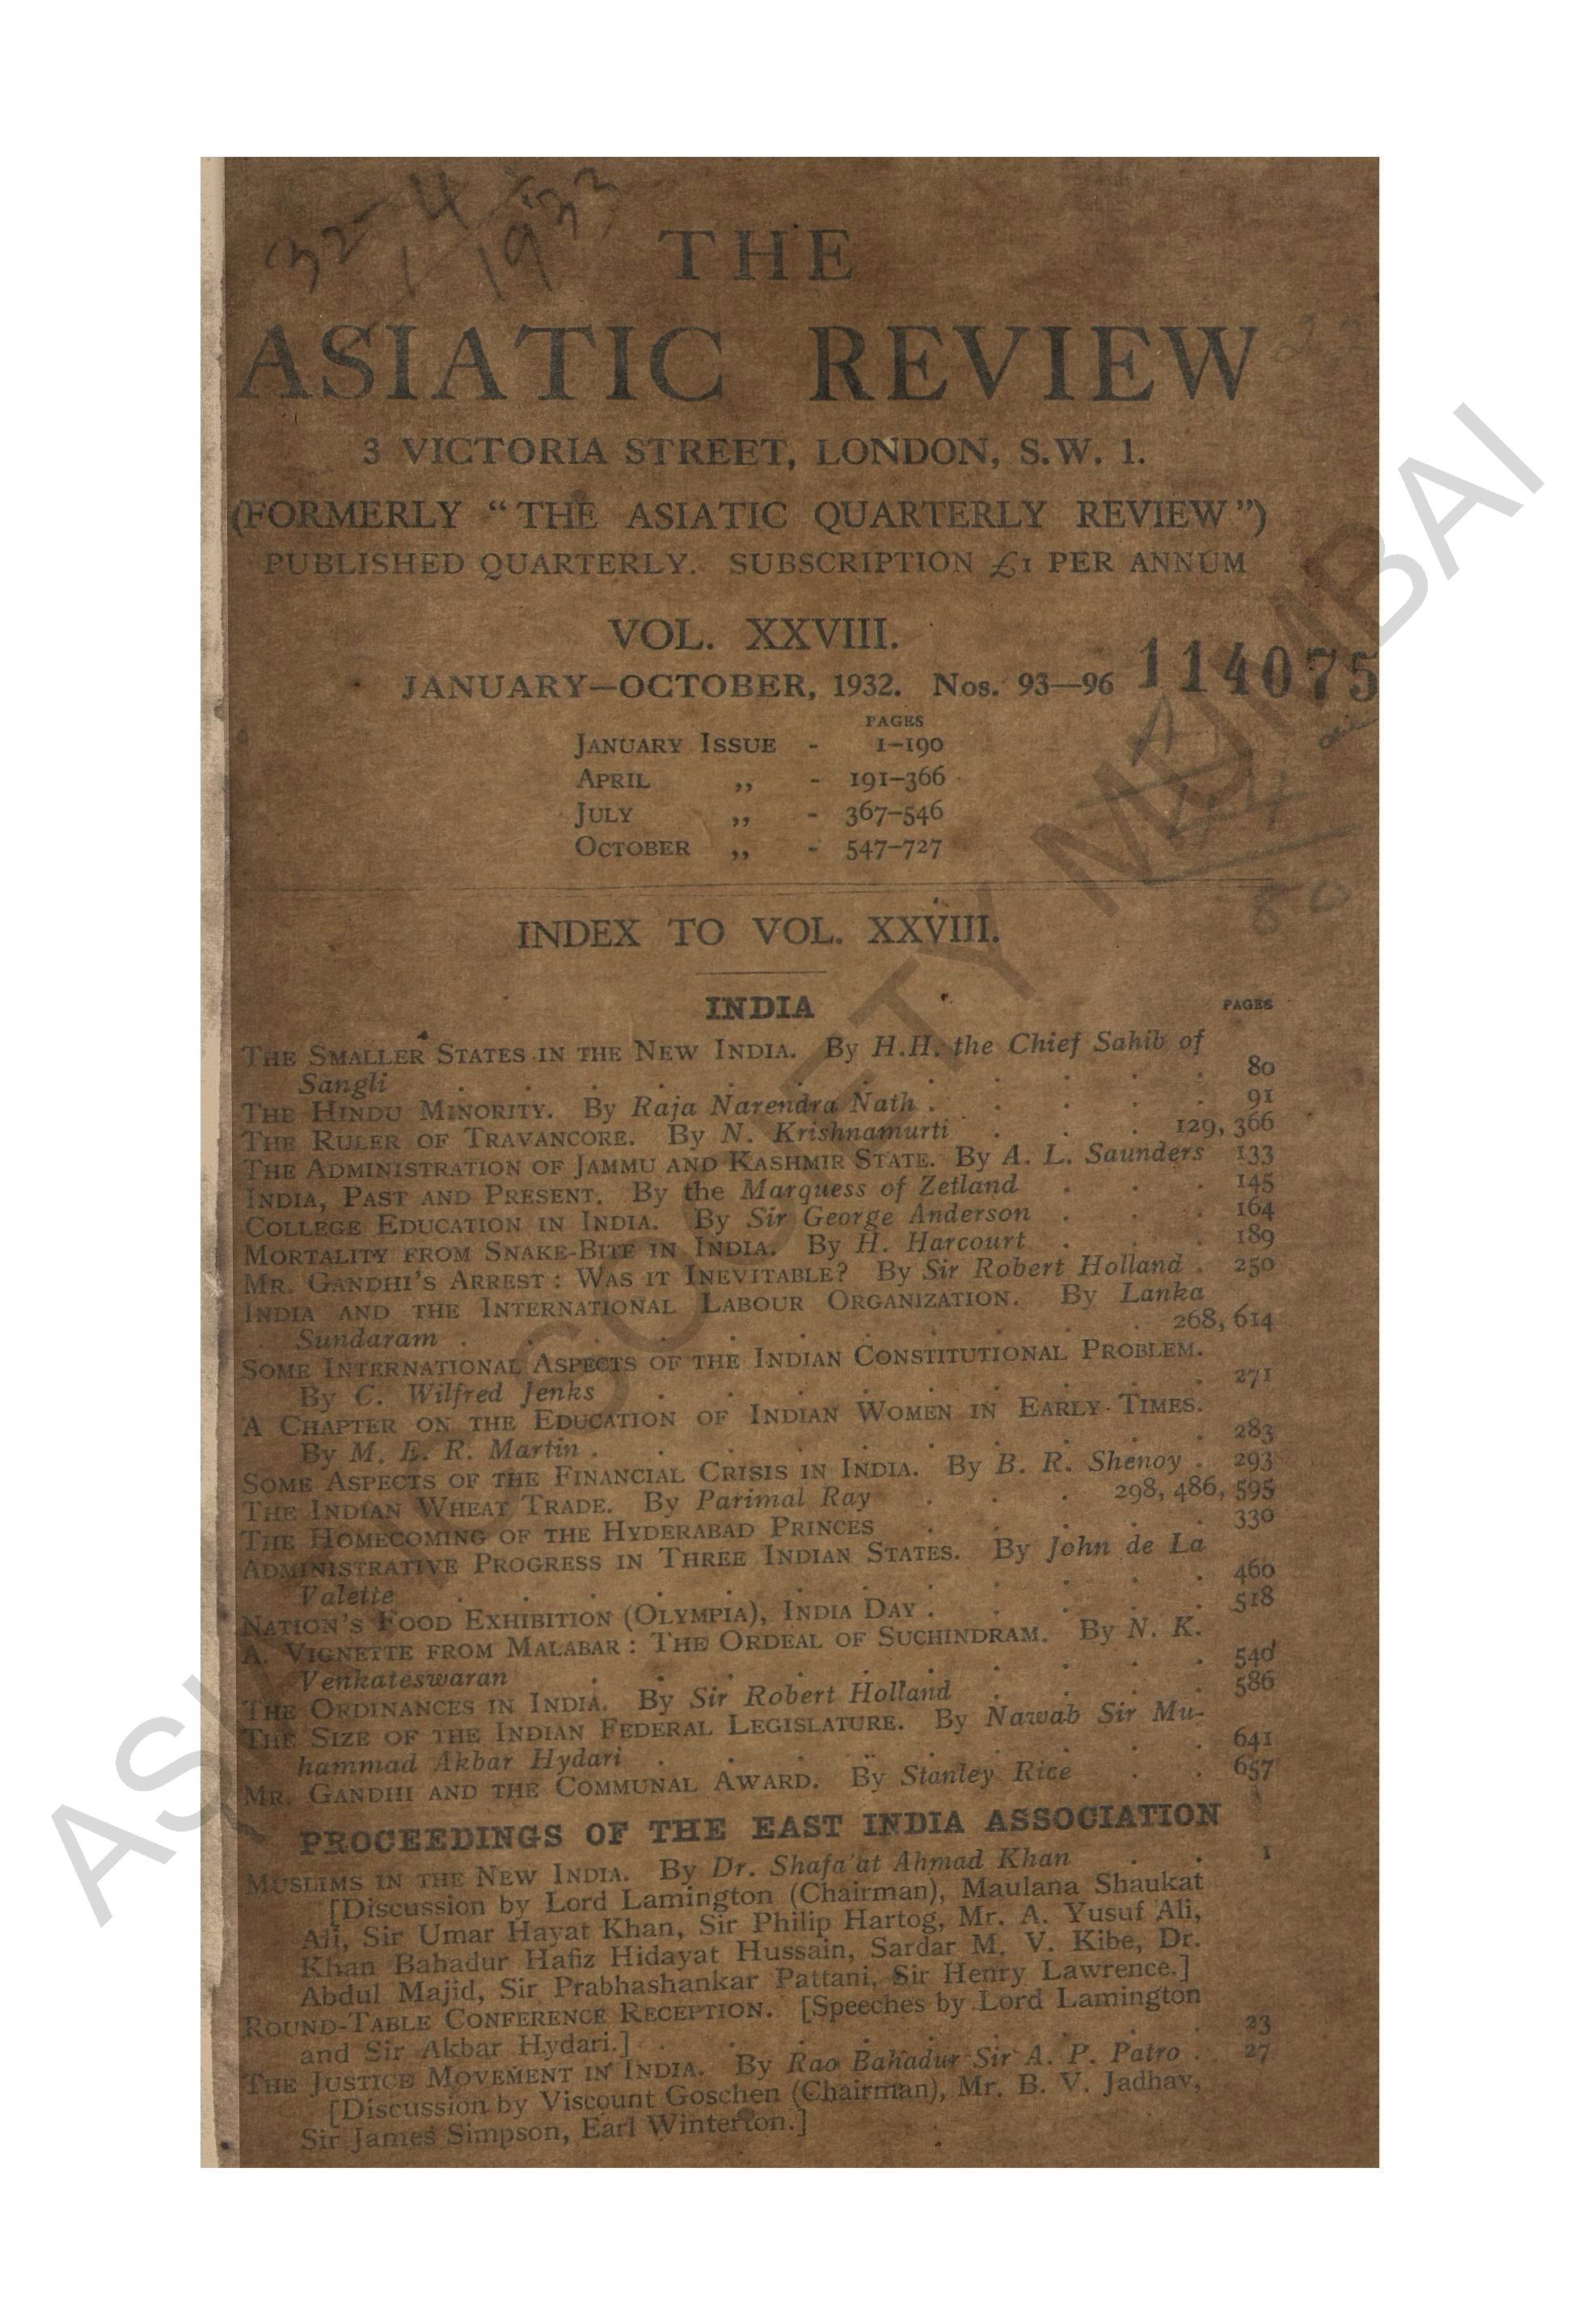 THE
ASIATIC REVIEW
3 VICTORIA STREET, LONDON, S.W. 1.
(FORMERLY “THE ASIATIC QUARTERLY REVIEW”)
PUBLISHED QUARTERLY. SUBSCRIPTION £1 PER ANNUM
VOL. XXVIII.
JANUARY—OCTOBER, 1932. Nos. 93—96 114075
PAGES
JANUARY ISSUE - 1-190
APRIL ,, - 191-366
JULY ,, - 367-546
OCTOBER ,, - 547-727
INDEX TO VOL. XXVIII.
INDIA PAGES
THE SMALLER STATES IN THE NEW INDIA. By H.H. the Chief Sahib of
Sangli . . . . . . . . . . . . 80
THE HINDU MINORITY. By Raja Narendra Nath . . . . . 91
THE RULER OF TRAVANCORE. By N. Krishnamurti . . . 129, 366
THE ADMINISTRATION OF JAMMU AND KASHMIR STATE. By A. L. Saunders 133
INDIA, PAST AND PRESENT. By the Marquess of Zetland . . . 145
COLLEGE EDUCATION IN INDIA. By Sir George Anderson . . . 164
MORTALITY FROM SNAKE-BITE IN INDIA. By H. Harcourt . . . 189
MR. GANDHI'S ARREST: WAS IT INEVITABLE? By Sir Robert Holland . 250
INDIA AND THE INTERNATIONAL LABOUR ORGANIZATION. By Lanka
Sundaram . . . . . . . . . . . 268, 614
SOME INTERNATIONAL ASPECTS OF THE INDIAN CONSTITUTIONAL PROBLEM.
By C. Wilfred Jenks . . . . . . . . . 271
A CHAPTER ON THE EDUCATION OF INDIAN WOMEN IN EARLY TIMES.
By M. E. R. Martin . . . . . . . . . . 283
SOME ASPECTS OF THE FINANCIAL CRISIS IN INDIA. By B. R. Shenoy . 293
THE INDIAN WHEAT TRADE. By Parimal Ray . . . 298, 486, 595
THE HOMECOMING OF THE HYDERABAD PRINCES . . . . . 330
ADMINISTRATIVE PROGRESS IN THREE INDIAN STATES. By John de La
Valette . . . . . . . . . . . . 460
NATION'S FOOD EXHIBITION (OLYMPIA), INDIA DAY . . . . . 518
A VIGNETTE FROM MALABAR: THE ORDEAL OF SUCHINDRAM. By N. K.
Venkateswaran . . . . . . . . . . 540
THE ORDINANCES IN INDIA. By Sir Robert Holland . . . . 586
THE SIZE OF THE INDIAN FEDERAL LEGISLATURE. By Nawab Sir Mu-
hammad Akbar Hydari . . . . . . . . . 641
MR. GANDHI AND THE COMMUNAL AWARD. By Stanley Rice . . 657
PROCEEDINGS OF THE EAST INDIA ASSOCIATION
MUSLIMS IN THE NEW INDIA. By Dr. Shafa'at Ahmad Khan . . 1
[Discussion by Lord Lamington (Chairman), Maulana Shaukat
Ali, Sir Umar Hayat Khan, Sir Philip Hartog, Mr. A. Yusuf Ali,
Khan Bahadur Hafiz Hidayat Hussain, Sardar M. V. Kibe, Dr.
Abdul Majid, Sir Prabhashankar Pattani, Sir Henry Lawrence.]
ROUND-TABLE CONFERENCE RECEPTION. [Speeches by Lord Lamington
and Sir Akbar Hydari.] . . . . . . . . . 23
THE JUSTICE MOVEMENT IN INDIA. By Rao Bahadur Sir A. P. Patro . 27
[Discussion by Viscount Goschen (Chairman), Mr. B. V. Jadhav,
Sir James Simpson, Earl Winterton.]
SOCIETY MUMBAI